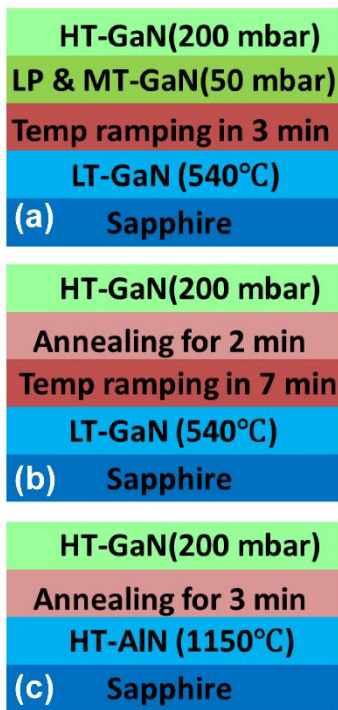 HT-GaN(200 mbar)
LP & MT-GaN(50 mbar)
Temp ramping in 3 min
LT-GaN (540℃)
(a) Sapphire
HT-GaN(200 mbar)
Annealing for 2 min
Temp ramping in 7 min
LT-GaN (540℃)
(b) Sapphire
HT-GaN(200 mbar)
Annealing for 3 min
HT-AlN (1150℃)
(c) Sapphire